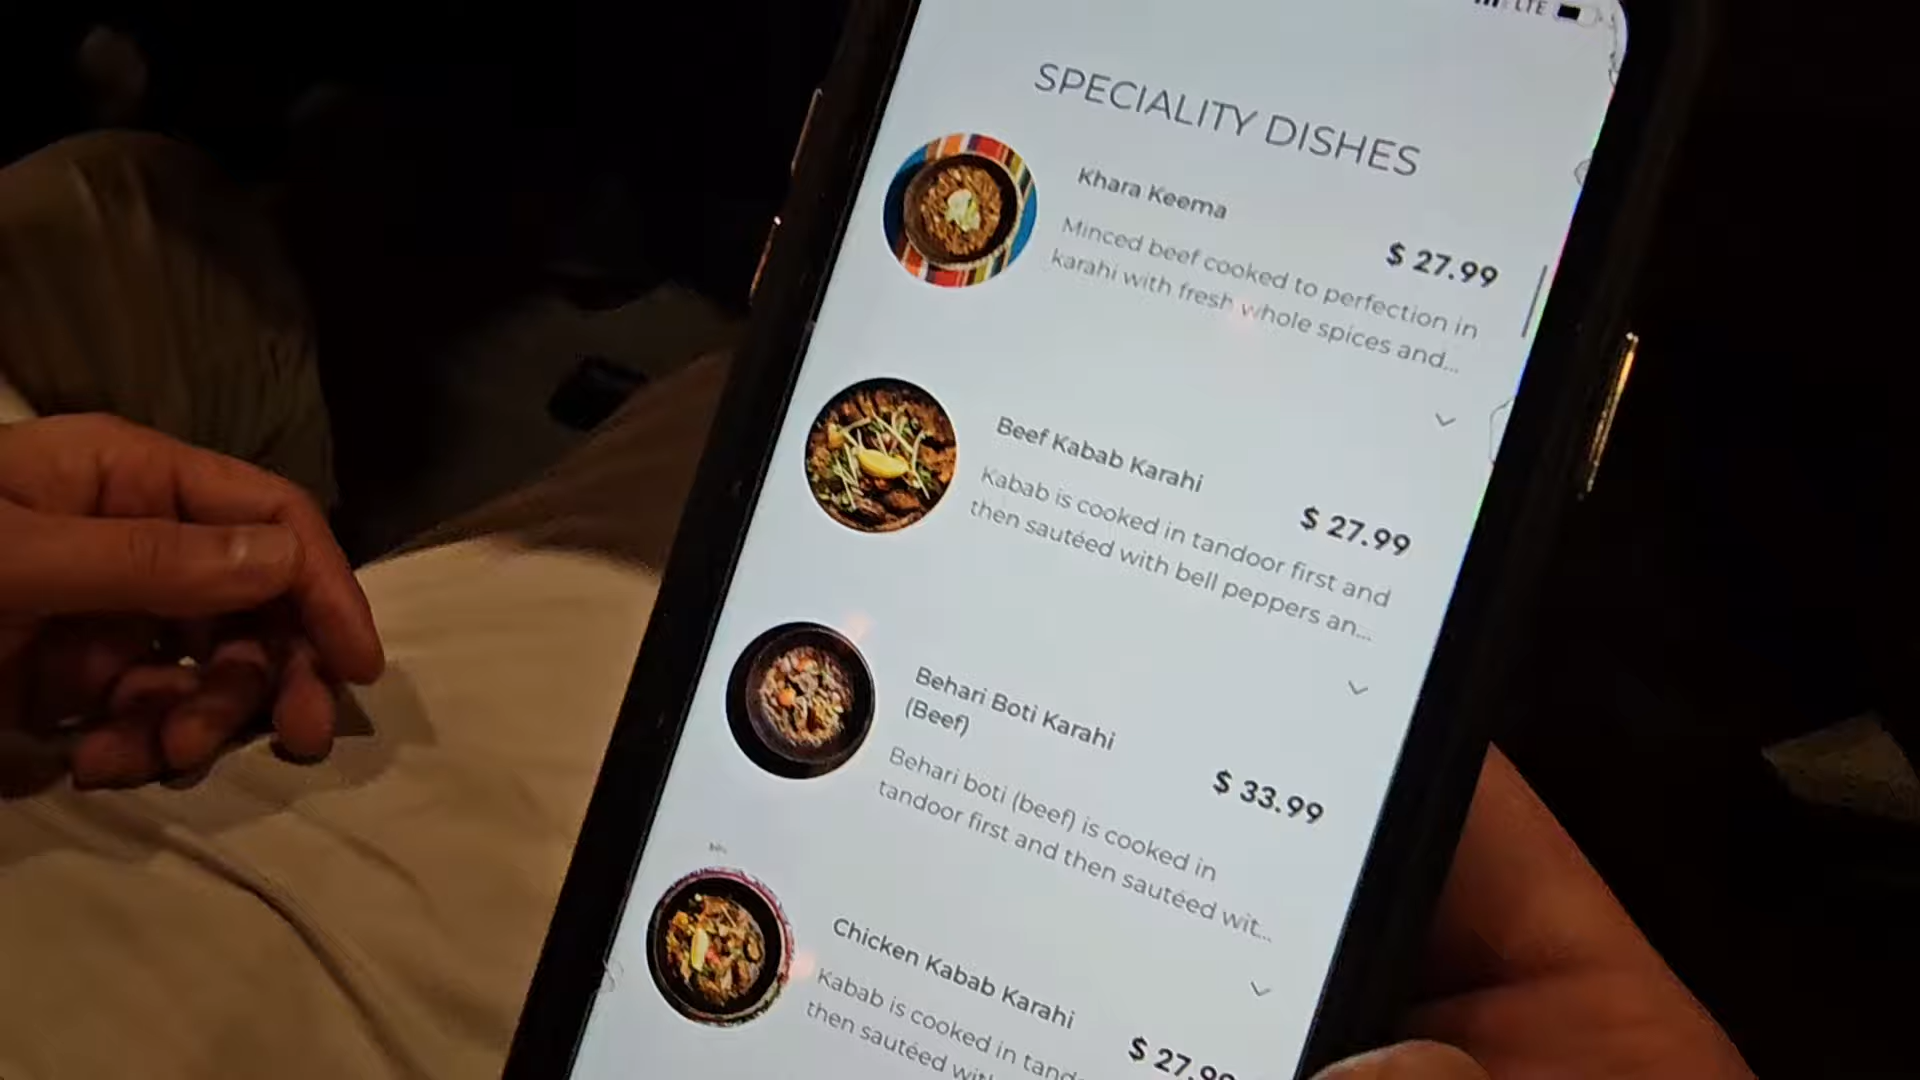 LTE
SPECIALITY DISHES
Khara Keema
$ 27.99
Minced beef cooked to perfection in
karahi with fresh whole spices and...
Beef Kabab Karahi
$ 27.99
Kabab is cooked in tandoor first and
then sautéed with bell peppers an...
Behari Boti Karahi
(Beef)
$ 33.99
Behari boti (beef) is cooked in
tandoor first and then sautéed wit...
Chicken Kabab Karahi
$ 27.99
Kabab is cooked in
then sautéed